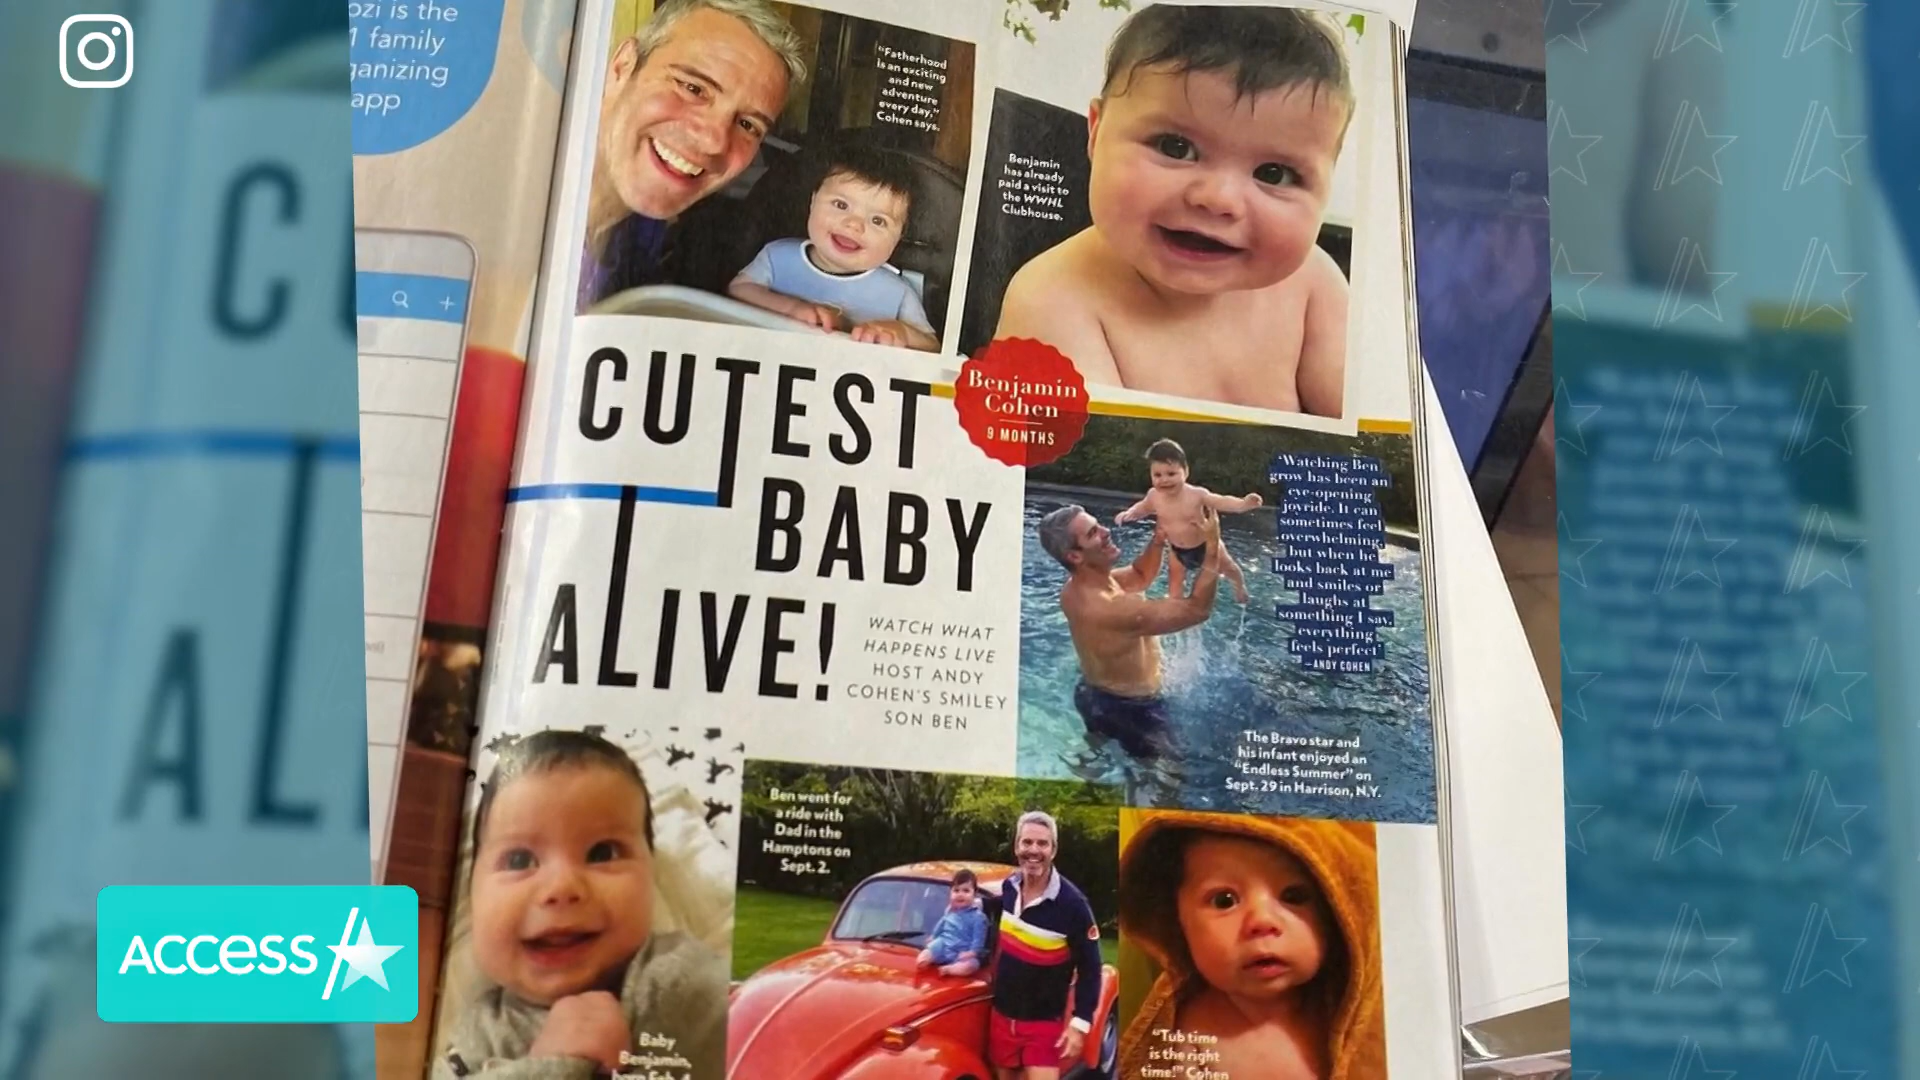 ozi is the
1 family
ganizing
app
"Fatherhood
is an exciting
and new
adventure
every day,"
Cohen says.
Benjamin
has already
paid a visit to
the WWHL
Clubhouse.
CUTEST
BABY
ALIVE!
Benjamin
Cohen
9 MONTHS
WATCH WHAT
HAPPENS LIVE
HOST ANDY
COHEN'S SMILEY
SON BEN
'Watching Ben
grow has been an
eye-opening
joyride. It can
sometimes feel
overwhelming,
but when he
looks back at me
and smiles or
laughs at
something I say,
everything
feels perfect'
—ANDY COHEN
The Bravo star and
his infant enjoyed an
"Endless Summer" on
Sept. 29 in Harrison, N.Y.
Ben went for
a ride with
Dad in the
Hamptons on
Sept. 2.
Baby
Benjamin,
born Feb. 4
"Tub time
is the right
time!" Cohen
ACCESS